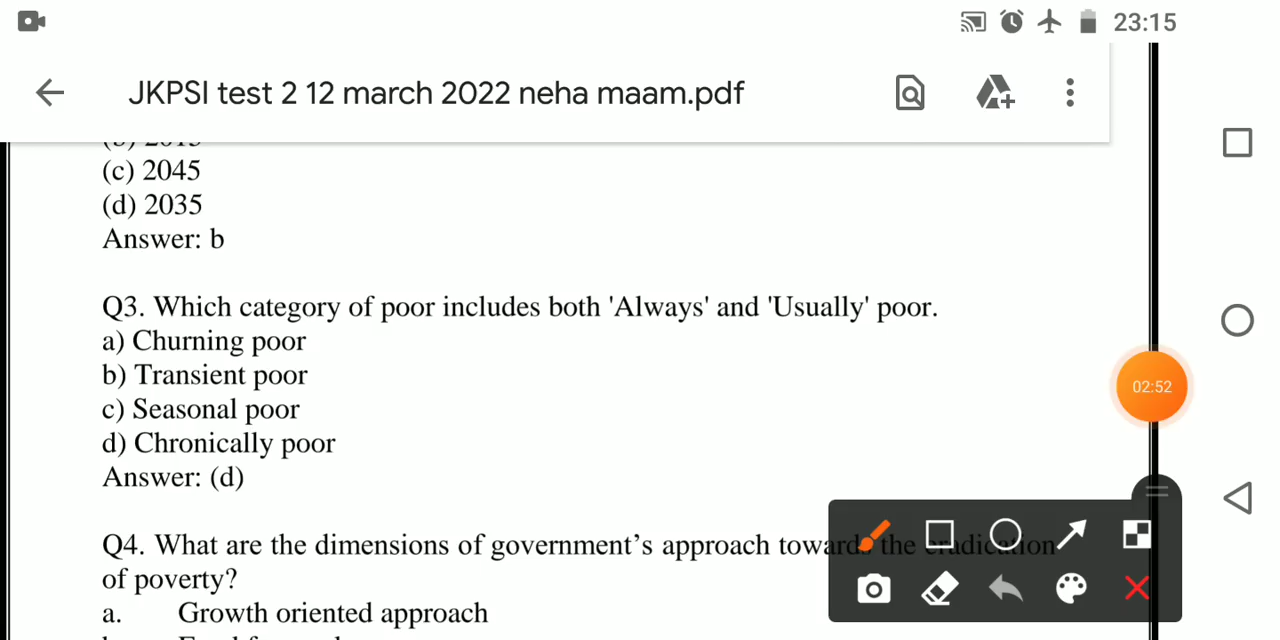 23:15
JKPSI test 2 12 march 2022 neha maam.pdf
(c) 2045
(d) 2035
Answer: b
Q3. Which category of poor includes both 'Always' and 'Usually' poor.
a) Churning poor
b) Transient poor
c) Seasonal poor
d) Chronically poor
Answer: (d)
02:52
Q4. What are the dimensions of government’s approach towards the eradication
of poverty?
a. Growth oriented approach